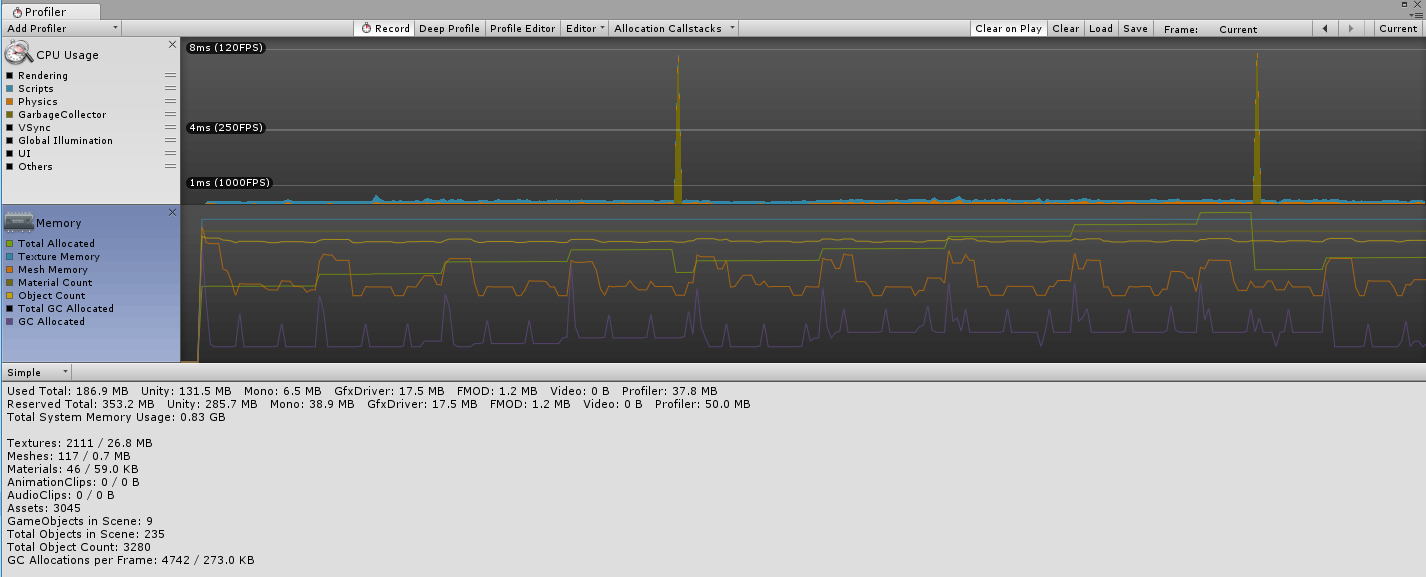 Profiler
Add Profiler Record Deep Profile Profile Editor Editor Allocation Callstacks Clear on Play Clear Load Save Frame: Current Current
CPU Usage
Rendering
Scripts
Physics
GarbageCollector
VSync
Global Illumination
UI
Others
8ms (120FPS)
4ms (250FPS)
1ms (1000FPS)
Memory
Total Allocated
Texture Memory
Mesh Memory
Material Count
Object Count
Total GC Allocated
GC Allocated
Simple
Used Total: 186.9 MB Unity: 131.5 MB Mono: 6.5 MB GfxDriver: 17.5 MB FMOD: 1.2 MB Video: 0 B Profiler: 37.8 MB
Reserved Total: 353.2 MB Unity: 285.7 MB Mono: 38.9 MB GfxDriver: 17.5 MB FMOD: 1.2 MB Video: 0 B Profiler: 50.0 MB
Total System Memory Usage: 0.83 GB
Textures: 2111 / 26.8 MB
Meshes: 117 / 0.7 MB
Materials: 46 / 59.0 KB
AnimationClips: 0 / 0 B
AudioClips: 0 / 0 B
Assets: 3045
GameObjects in Scene: 9
Total Objects in Scene: 235
Total Object Count: 3280
GC Allocations per Frame: 4742 / 273.0 KB